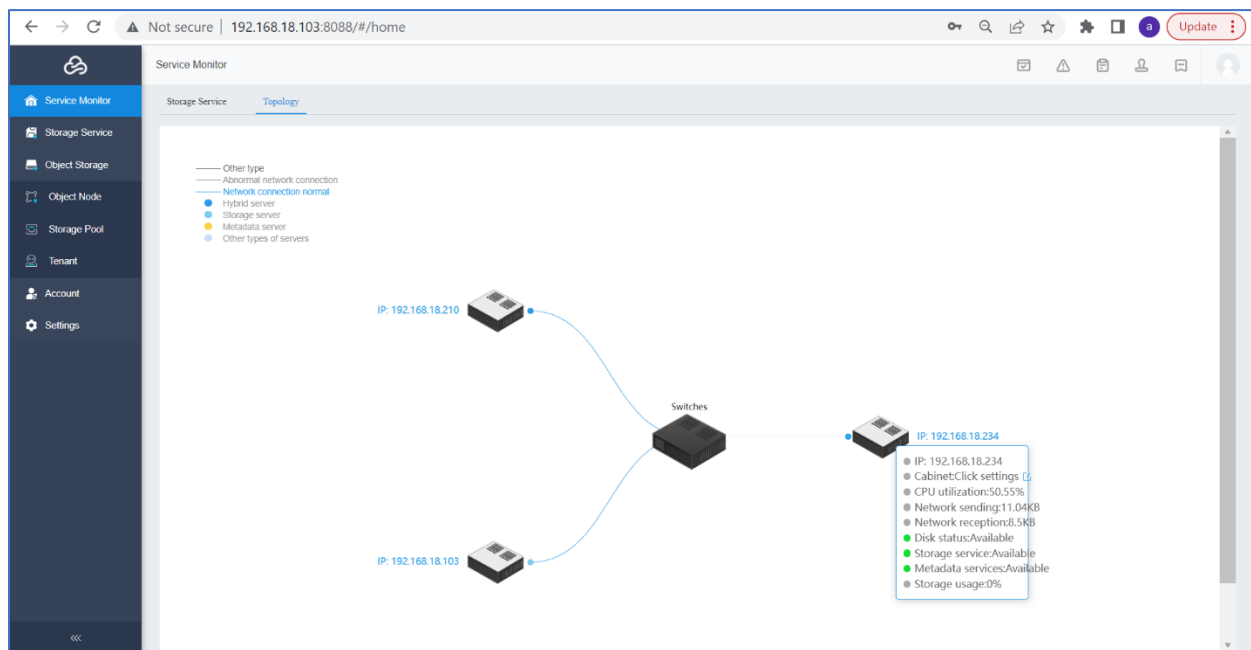 Not secure | 192.168.18.103:8088/#/home
a
Update
Service Monitor
Service Monitor
Storage Service
Object Storage
Object Node
Storage Pool
Tenant
Account
Settings
Storage Service
Topology
Other type
Abnormal network connection
Network connection normal
Hybrid server
Storage server
Metadata server
Other types of servers
IP: 192.168.18.210
Switches
IP: 192.168.18.234
IP: 192.168.18.234
Cabinet:Click settings
CPU utilization:50.55%
Network sending:11.04KB
Network reception:8.5KB
Disk status:Available
Storage service:Available
Metadata services:Available
Storage usage:0%
IP: 192.168.18.103